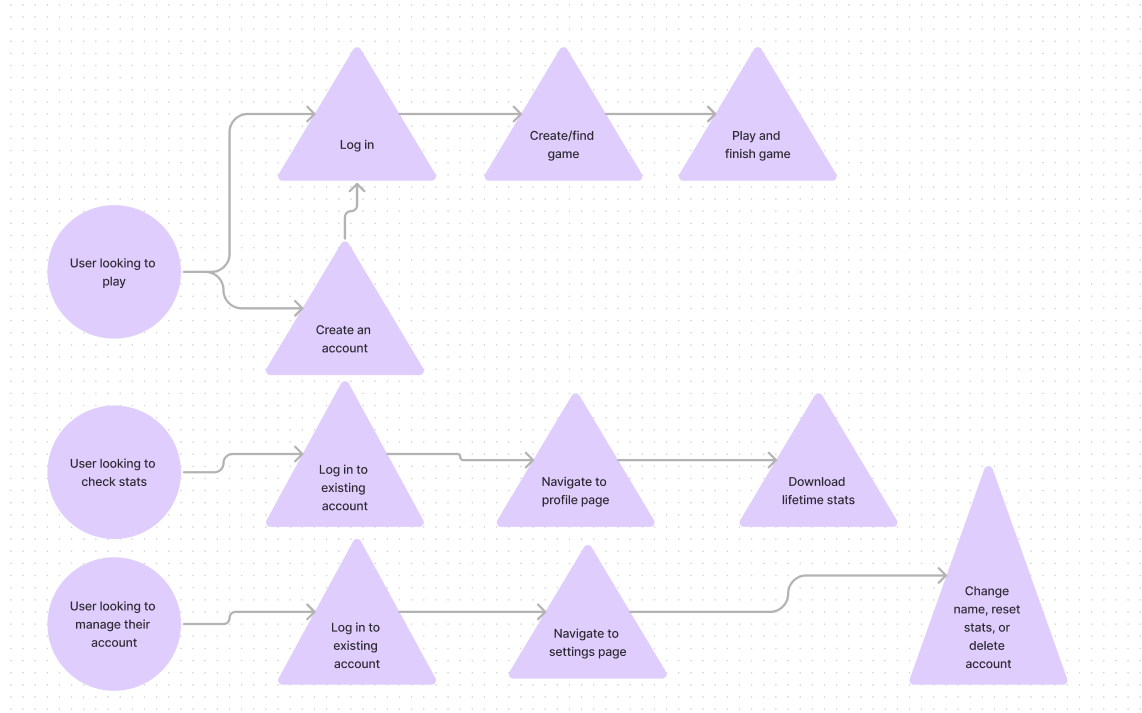 Log in
Create/find
game
Play and
finish game
User looking to
play
Create an
account
User looking to
check stats
Log in to
existing
account
Navigate to
profile page
Download
lifetime stats
User looking to
manage their
account
Log in to
existing
account
Navigate to
settings page
Change
name, reset
stats, or
delete
account